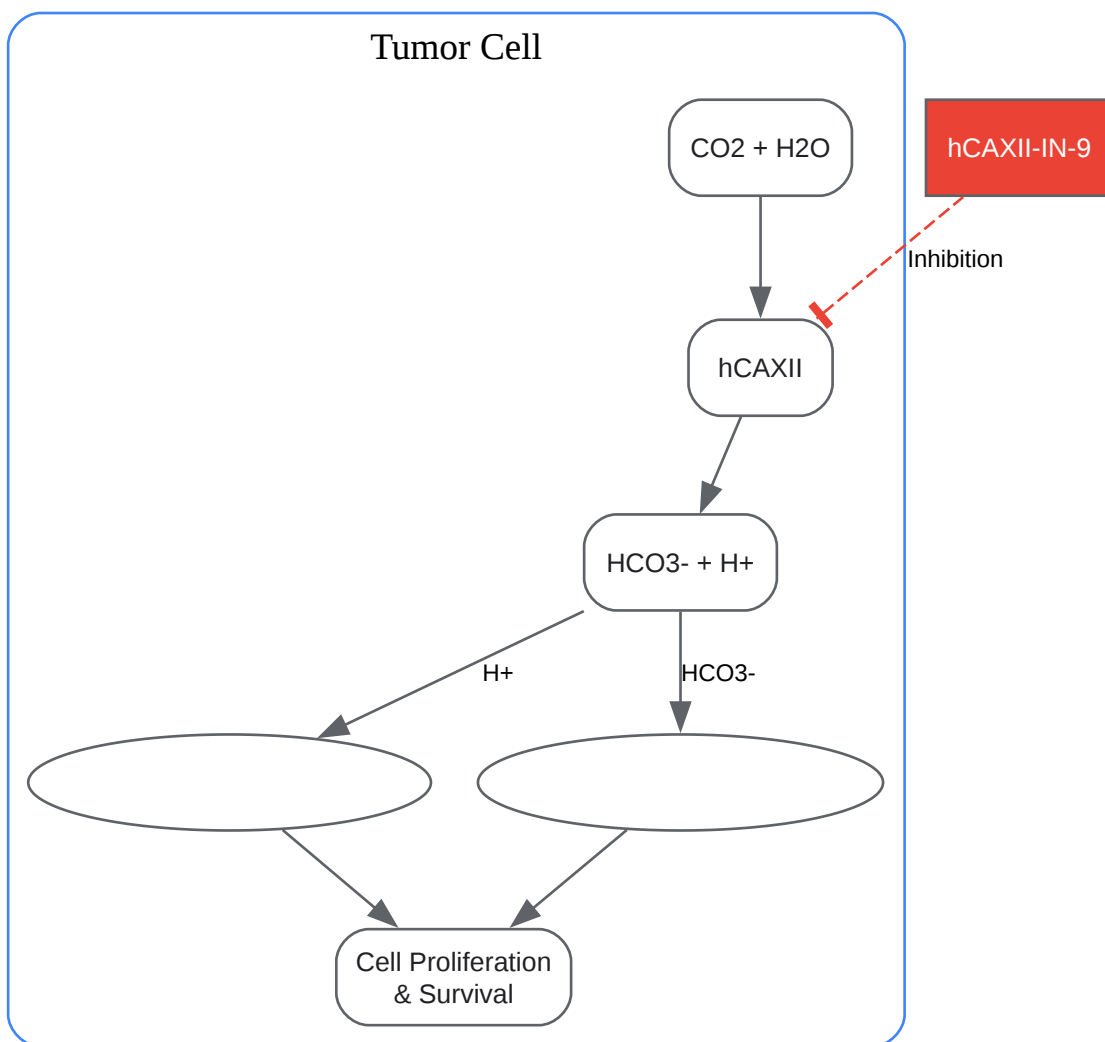 Tumor Cell
CO2 + H2O
hCAXII-IN-9
Inhibition
hCAXII
HCO3- + H+
H+
HCO3-
Cell Proliferation
& Survival